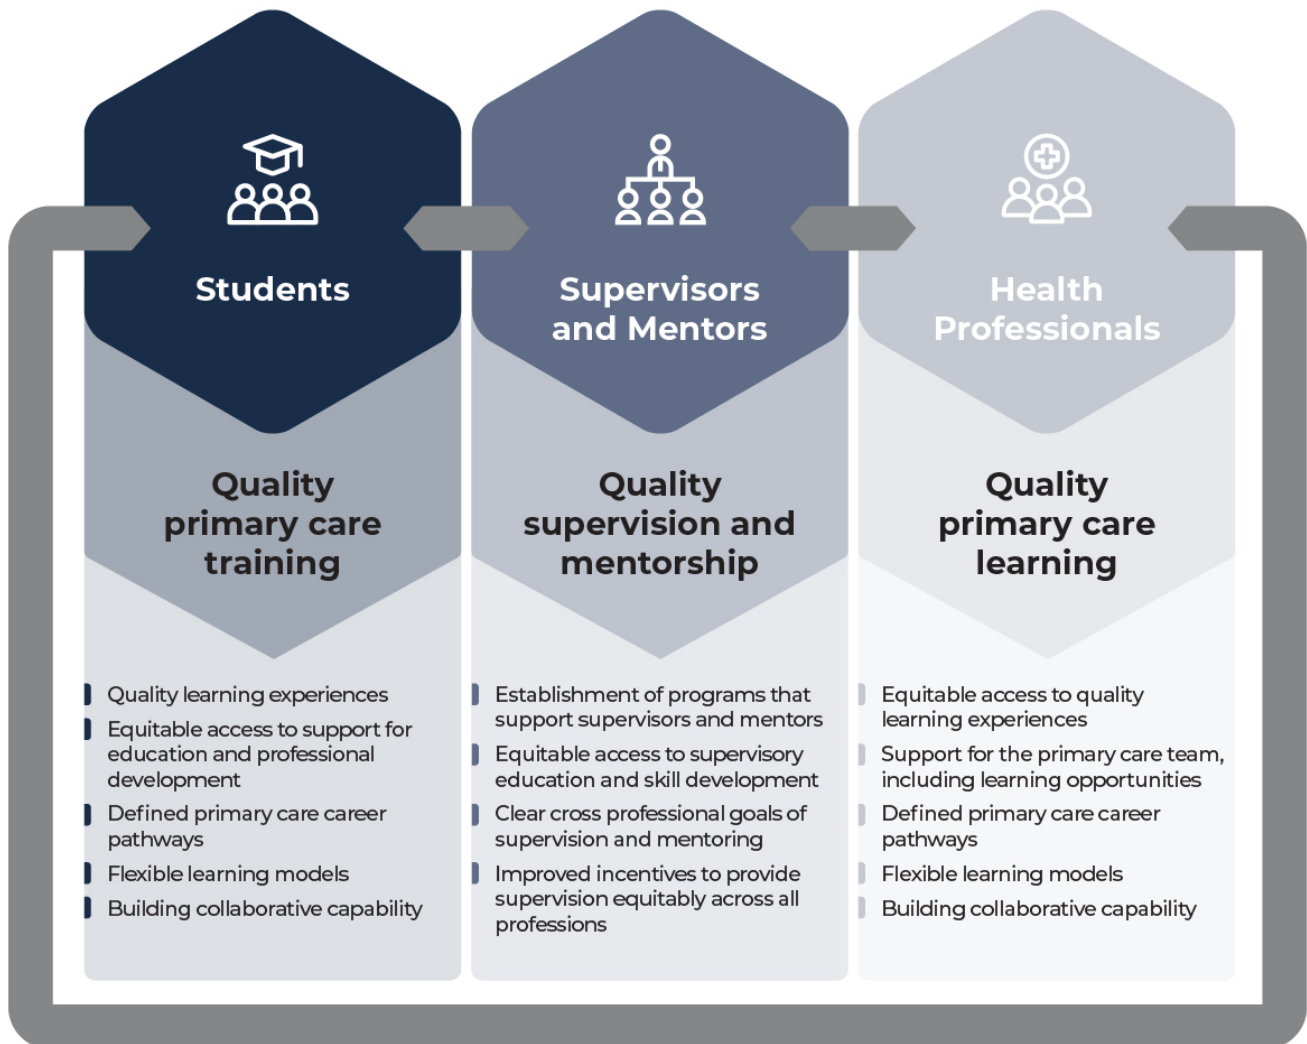 Students
Quality
primary care
training
Quality learning experiences
Equitable access to support for
education and professional
development
Defined primary care career
pathways
Flexible learning models
Building collaborative capability
Supervisors
and Mentors
Quality
supervision and
mentorship
Establishment of programs that
support supervisors and mentors
Equitable access to supervisory
education and skill development
Clear cross professional goals of
supervision and mentoring
Improved incentives to provide
supervision equitably across all
professions
Health
Professionals
Quality
primary care
learning
Equitable access to quality
learning experiences
Support for the primary care team,
including learning opportunities
Defined primary care career
pathways
Flexible learning models
Building collaborative capability